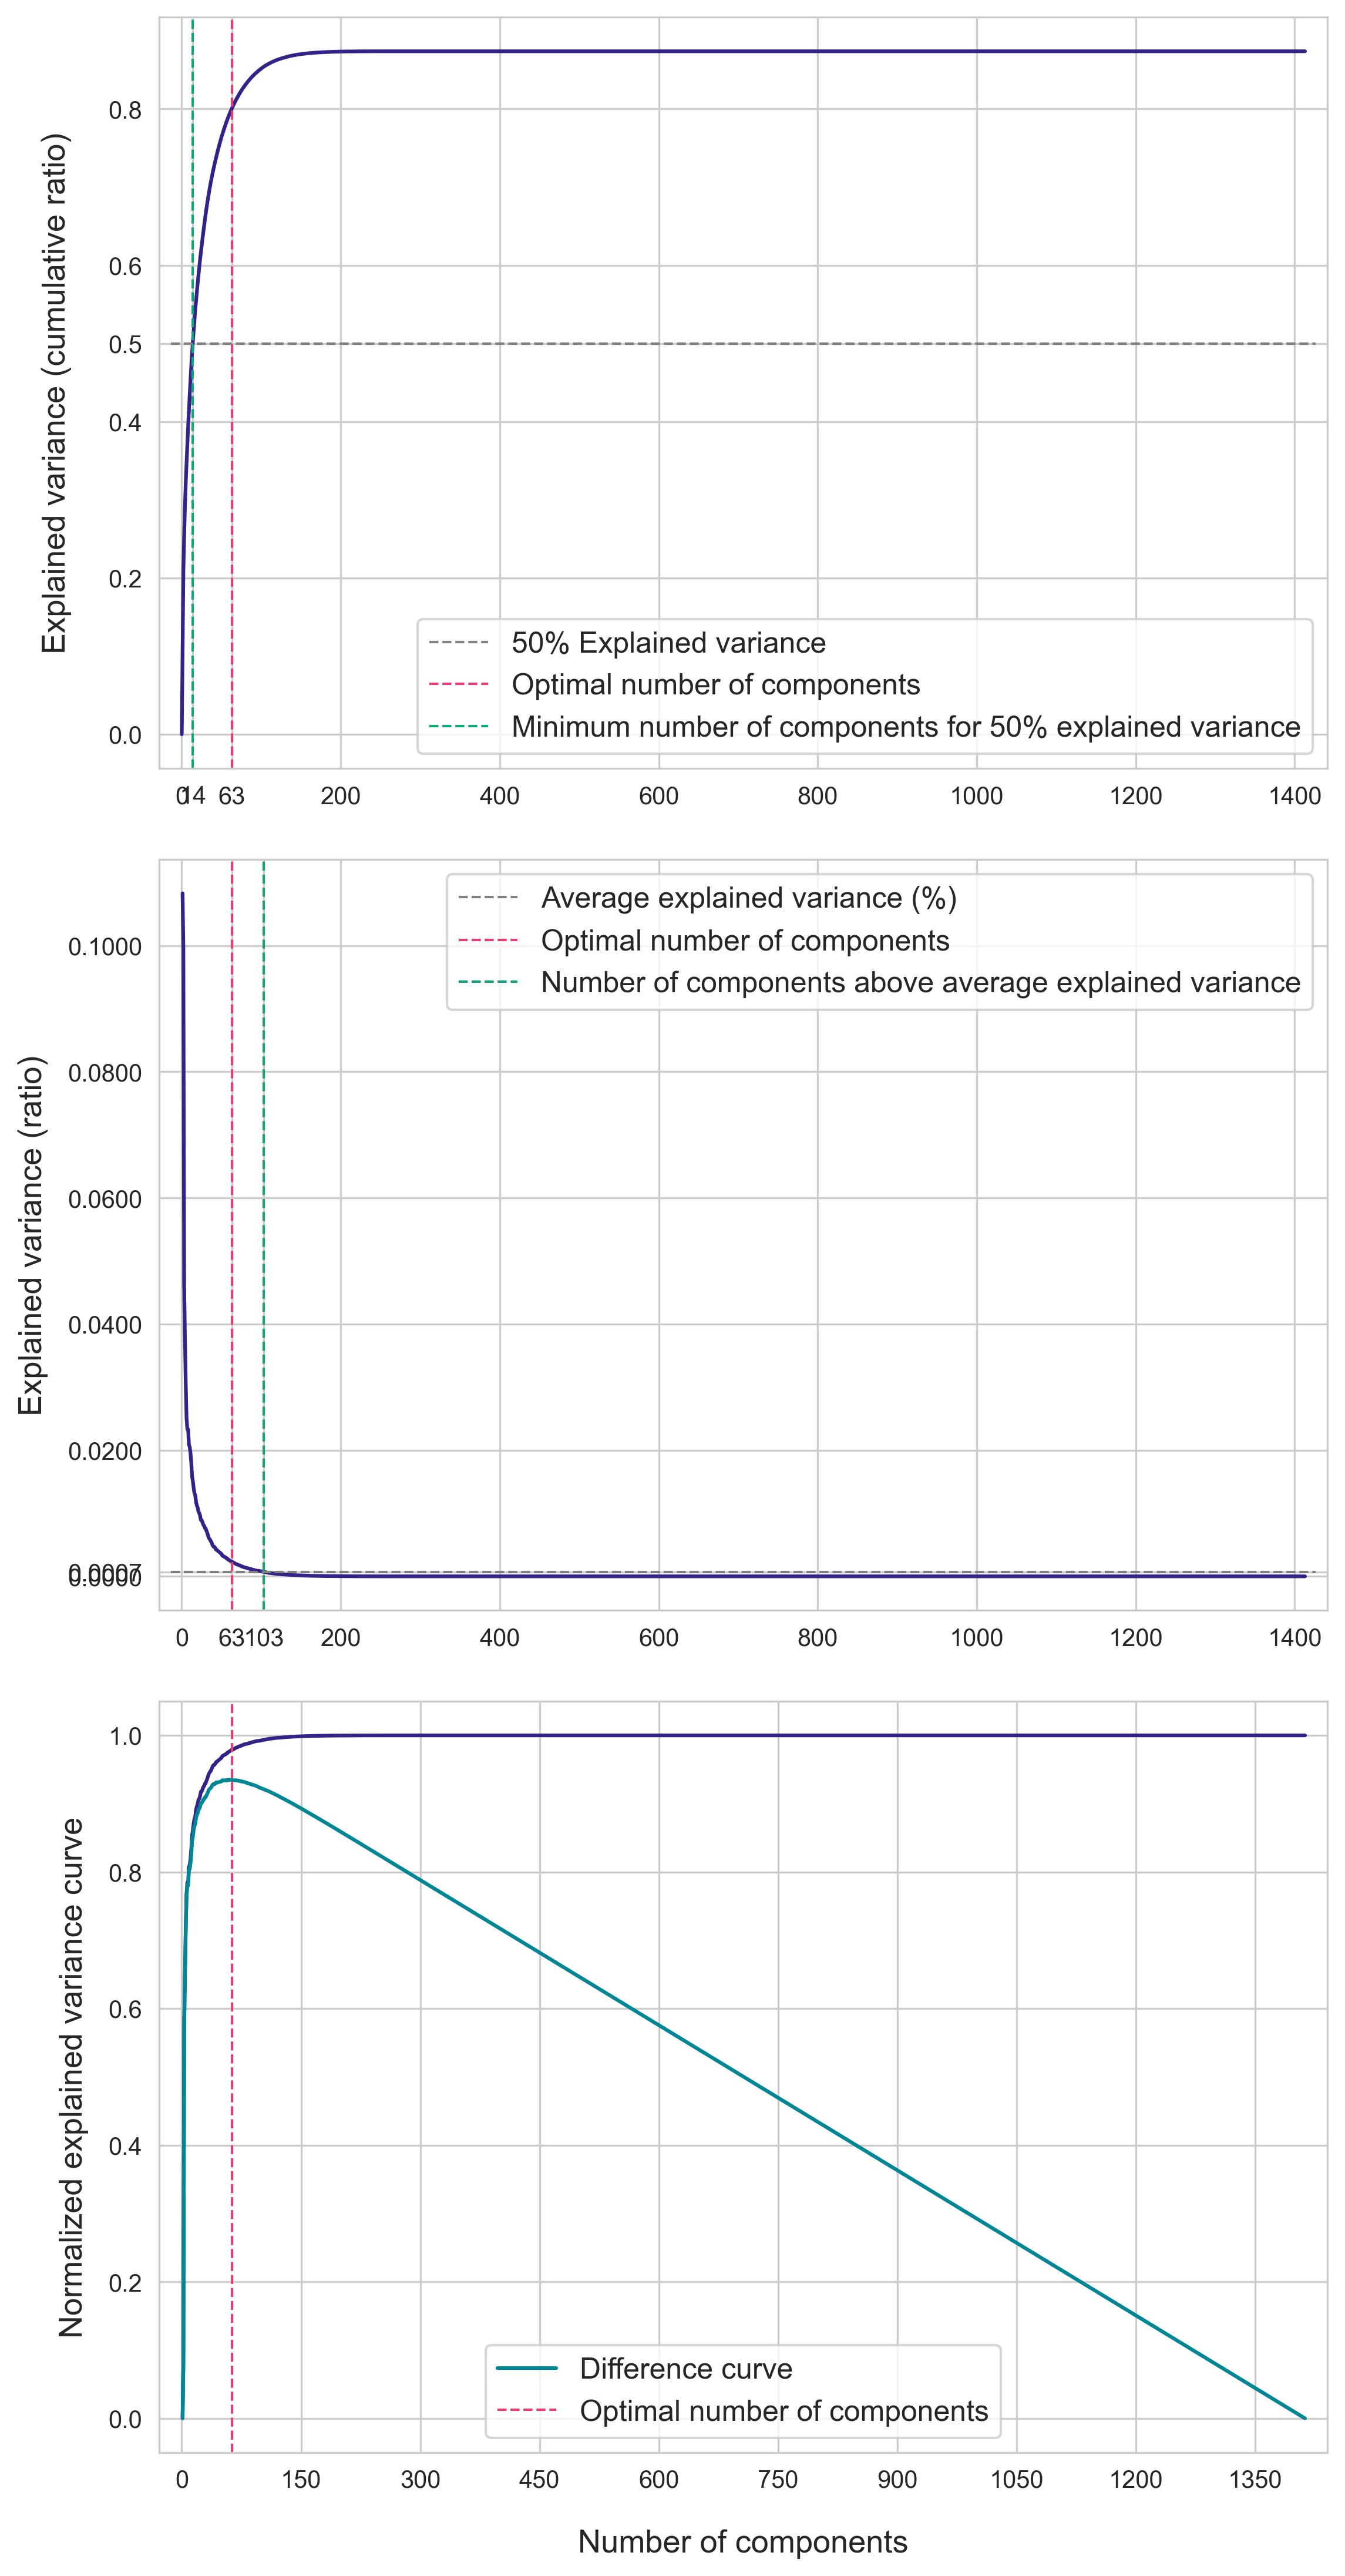 Explained variance (cumulative ratio)
0.8
0.6
0.5
0.4
0.2
0.0
50% Explained variance
Optimal number of components
Minimum number of components for 50% explained variance
0 14 63 200 400 600 800 1000 1200 1400
Explained variance (ratio)
0.1000
0.0800
0.0600
0.0400
0.0200
0.0007
0.0000
Average explained variance (%)
Optimal number of components
Number of components above average explained variance
0 63 103 200 400 600 800 1000 1200 1400
Normalized explained variance curve
1.0
0.8
0.6
0.4
0.2
0.0
Difference curve
Optimal number of components
0 150 300 450 600 750 900 1050 1200 1350
Number of components